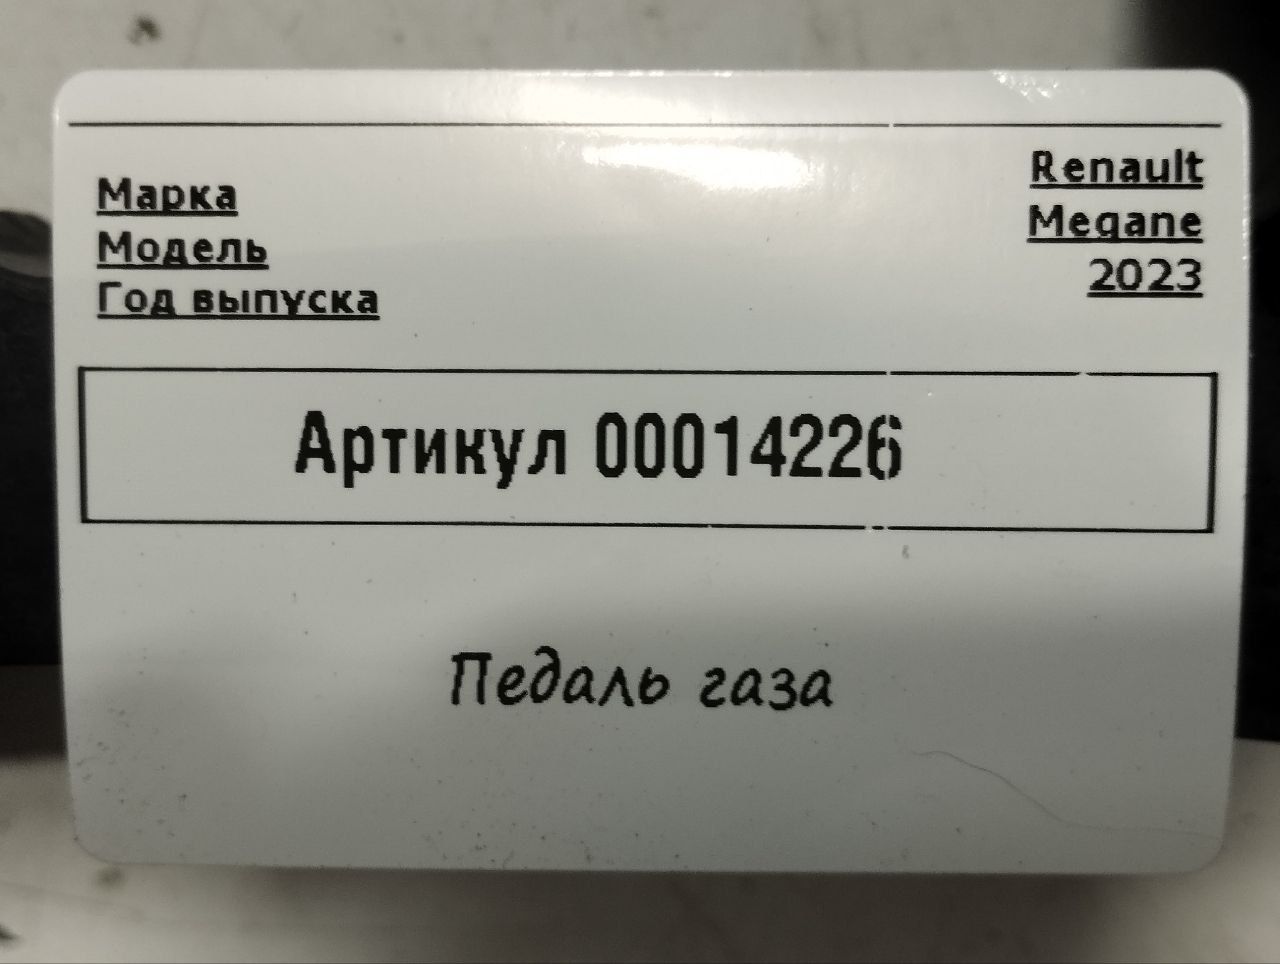 Марка Renault
Модель Megane
Год выпуска 2023
Артикул 00014226
Педаль газа